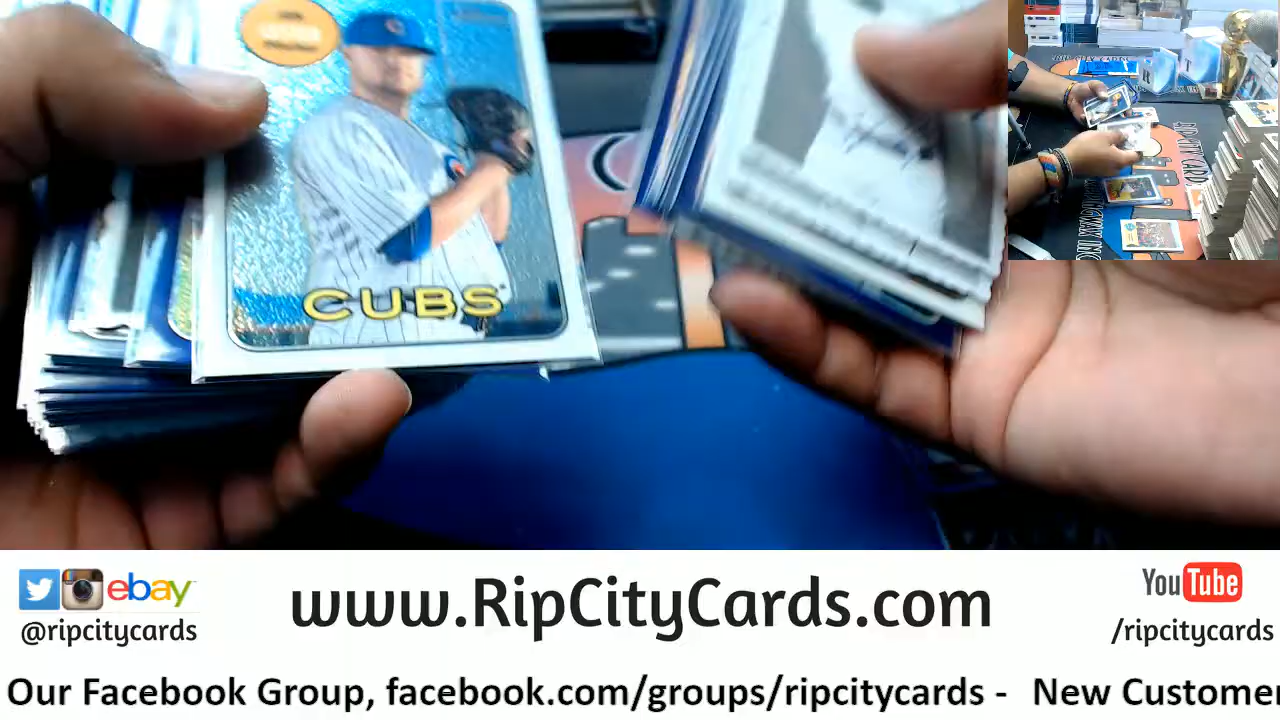 CUBS
ebay
@ripcitycards
www.RipCityCards.com
YouTube
/ripcitycards
Our Facebook Group, facebook.com/groups/ripcitycards - New Customer